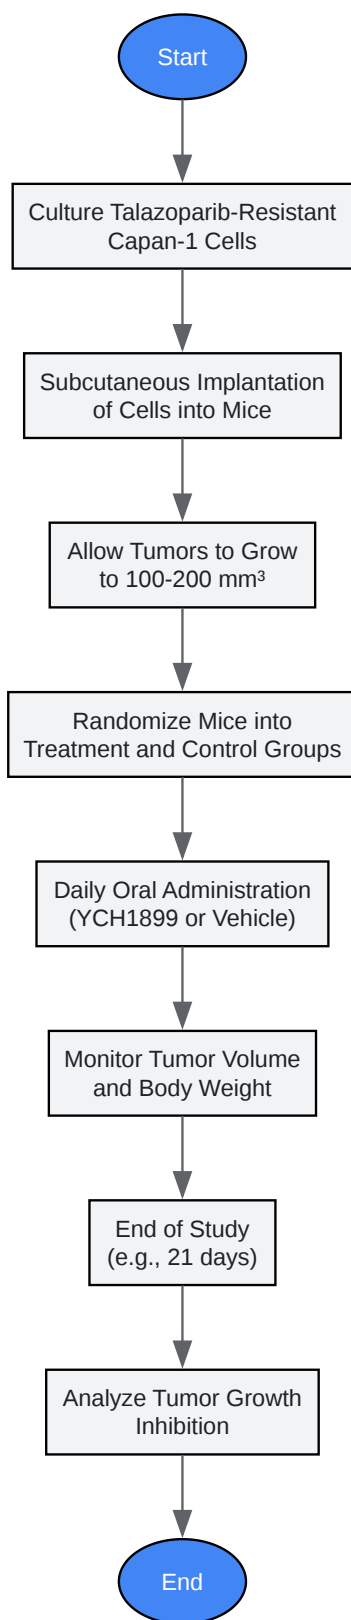 Start
Culture Talazoparib-Resistant
Capan-1 Cells
Subcutaneous Implantation
of Cells into Mice
Allow Tumors to Grow
to 100-200 mm³
Randomize Mice into
Treatment and Control Groups
Daily Oral Administration
(YCH1899 or Vehicle)
Monitor Tumor Volume
and Body Weight
End of Study
(e.g., 21 days)
Analyze Tumor Growth
Inhibition
End